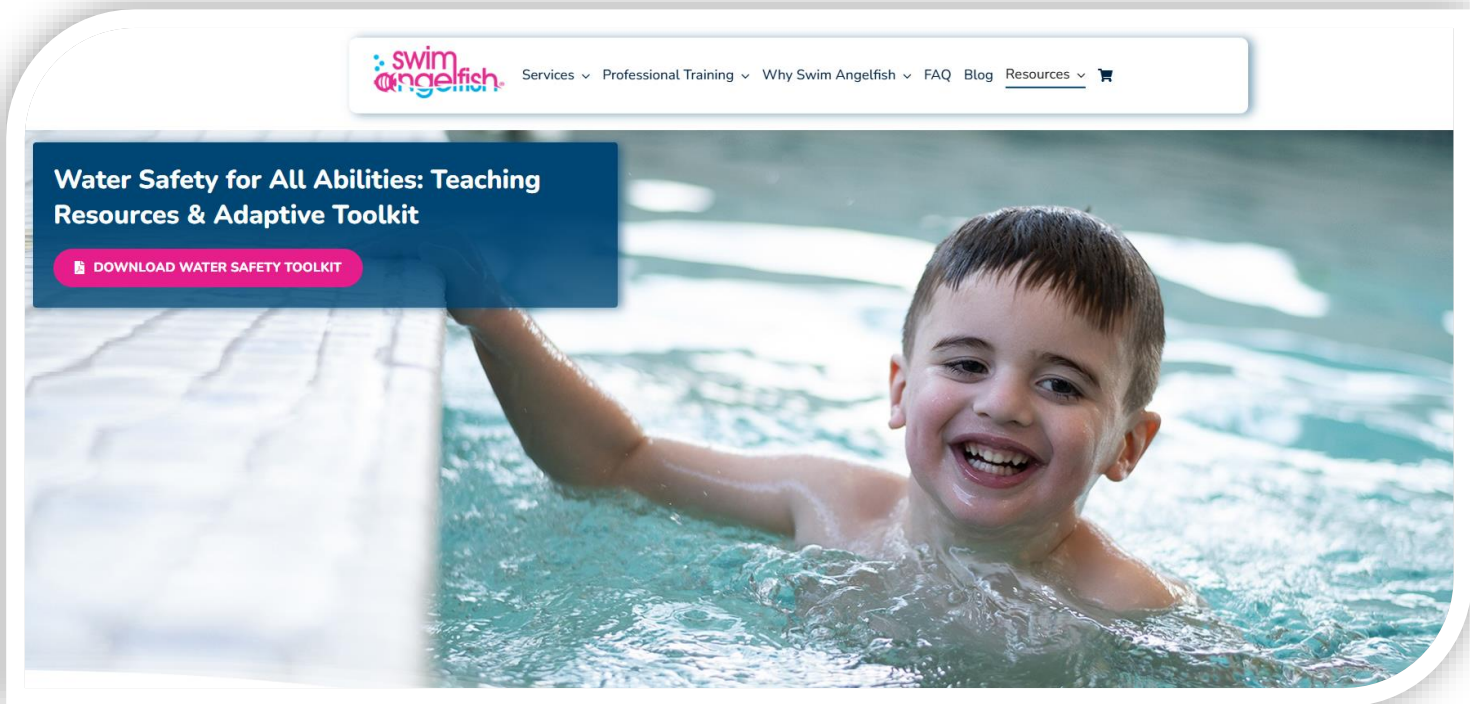 swim
angelfish
Services Professional Training Why Swim Angelfish FAQ Blog Resources
Water Safety for All Abilities: Teaching
Resources & Adaptive Toolkit
DOWNLOAD WATER SAFETY TOOLKIT